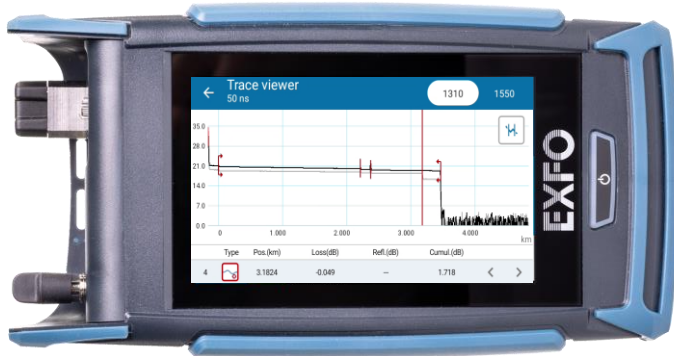 Trace viewer
50 ns
1310
1550
35.0
28.0
21.0
14.0
7.0
0.0
0
1.000
2.000
3.000
4.000
km
Type Pos.(km) Loss(dB) Refl.(dB) Cumul.(dB)
4 3.1824 -0.049 -- 1.718
EXFO